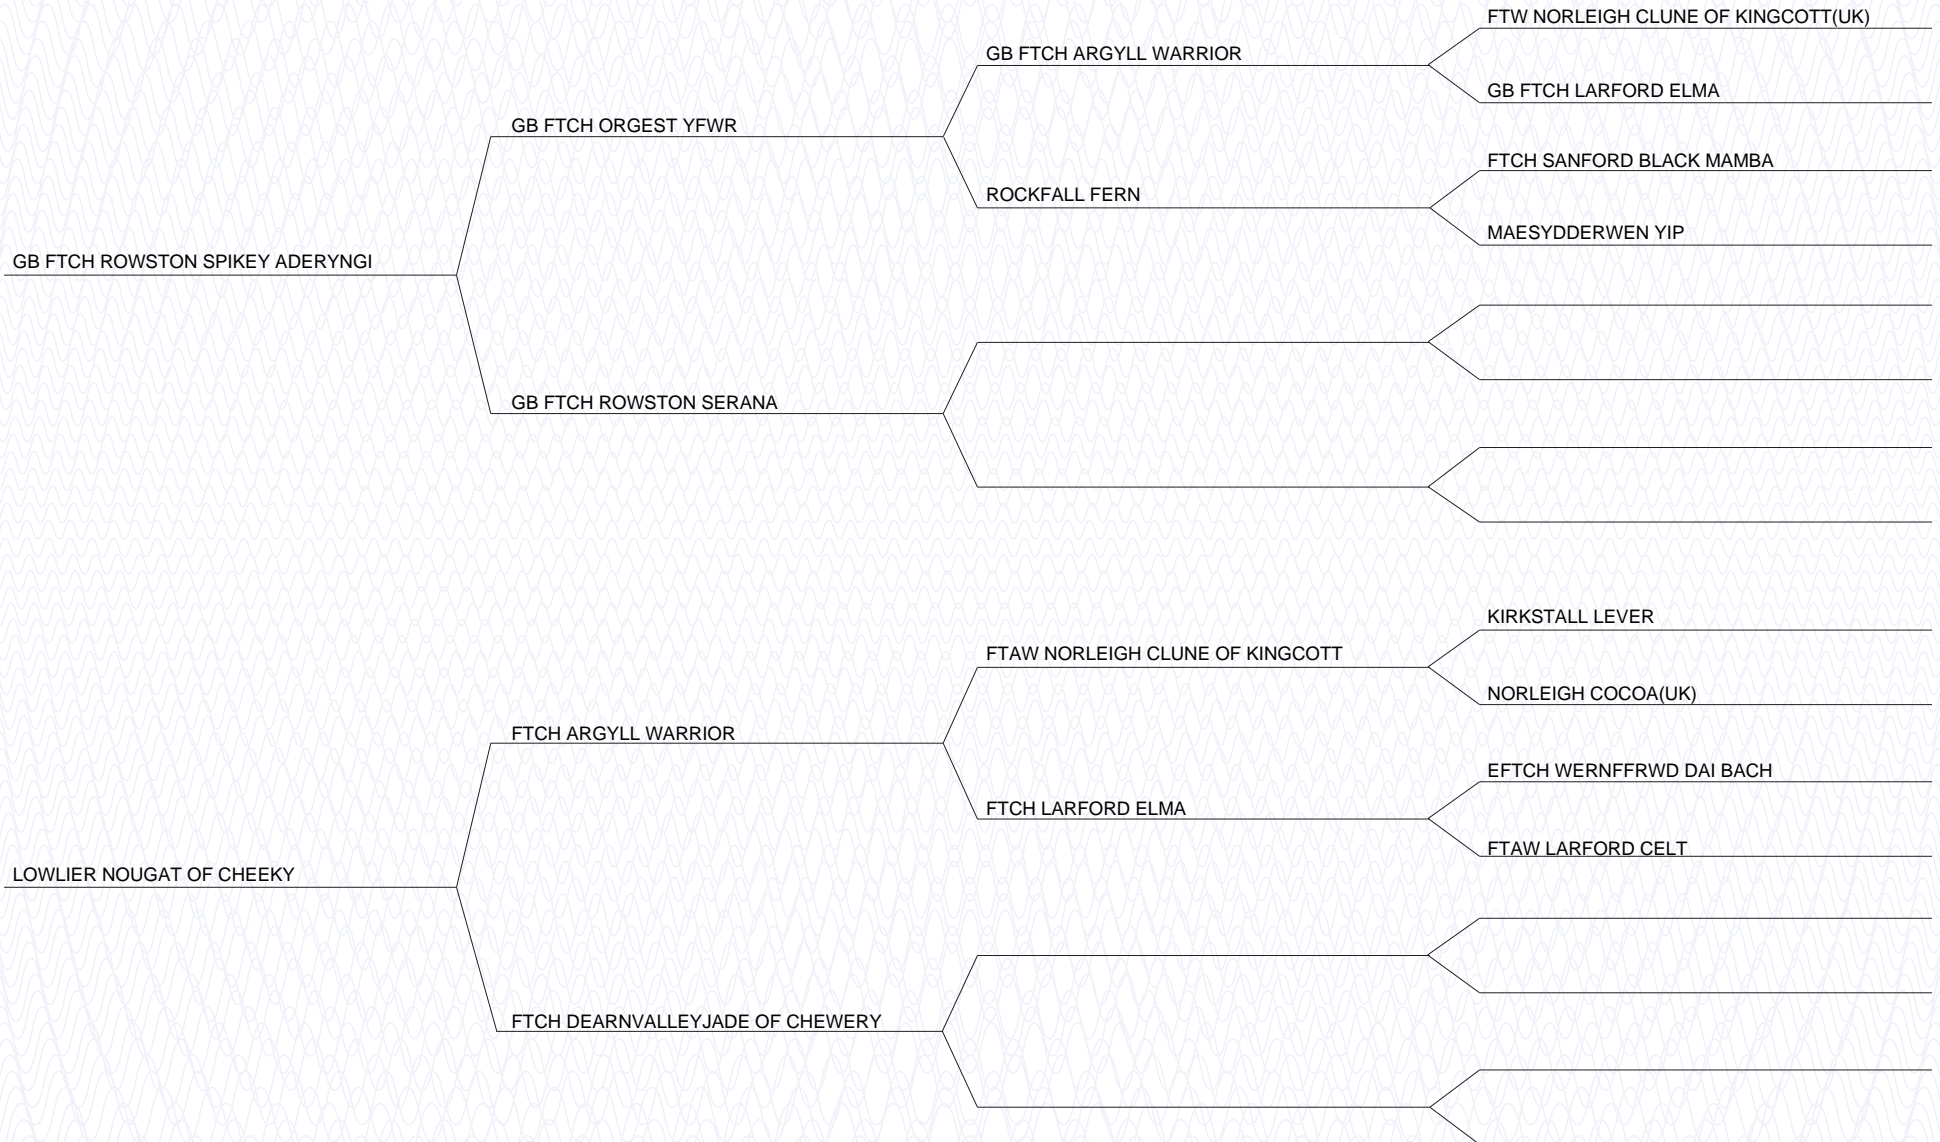 FTW NORLEIGH CLUNE OF KINGCOTT(UK)
GB FTCH ARGYLL WARRIOR
GB FTCH LARFORD ELMA
GB FTCH ORGEST YFWR
FTCH SANFORD BLACK MAMBA
ROCKFALL FERN
MAESYDDERWEN YIP
GB FTCH ROWSTON SPIKEY ADERYNGI
GB FTCH ROWSTON SERANA
KIRKSTALL LEVER
FTAW NORLEIGH CLUNE OF KINGCOTT
NORLEIGH COCOA(UK)
FTCH ARGYLL WARRIOR
EFTCH WERNFFRWD DAI BACH
FTCH LARFORD ELMA
FTAW LARFORD CELT
LOWLIER NOUGAT OF CHEEKY
FTCH DEARNVALLEYJADE OF CHEWERY